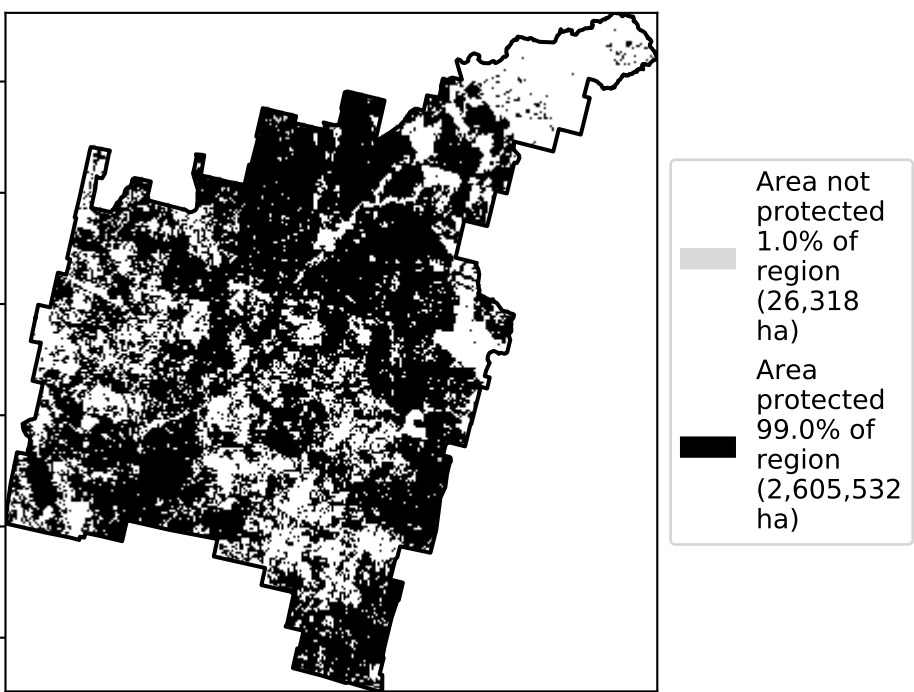 Area not
protected
1.0% of
region
(26,318
ha)
Area
protected
99.0% of
region
(2,605,532
ha)